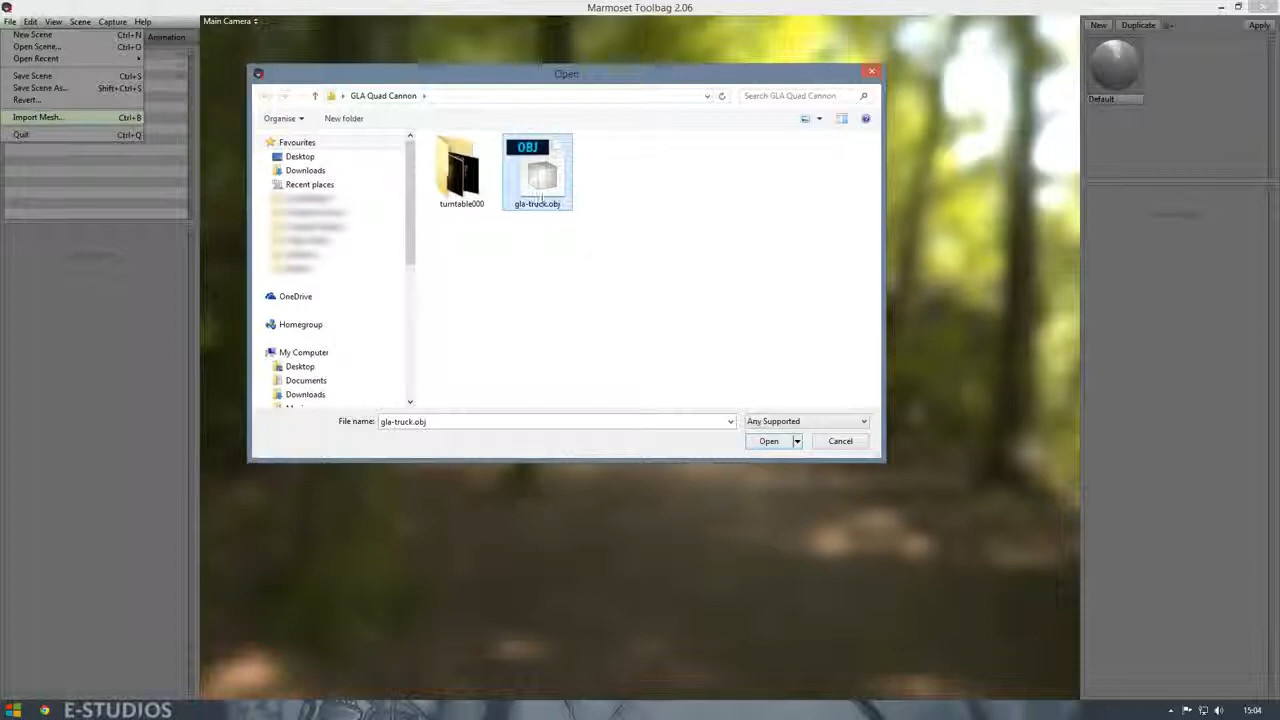 Marmoset Toolbag 2.06
File Edit View Scene Capture Help
Main Camera
New Duplicate Apply
Animation
New Scene Ctrl+N
Open Scene... Ctrl+O
Open Recent
Save Scene Ctrl+S
Save Scene As... Shift+Ctrl+S
Revert...
Import Mesh... Ctrl+B
Quit Ctrl+Q
Open
GLA Quad Cannon
Search GLA Quad Cannon
Organise New folder
Favourites
Desktop
Downloads
Recent places
OneDrive
Homegroup
My Computer
Desktop
Documents
Downloads
OBJ
turntable000
gla-truck.obj
File name: gla-truck.obj
Any Supported
Open Cancel
Default
E-STUDIOS
15:04